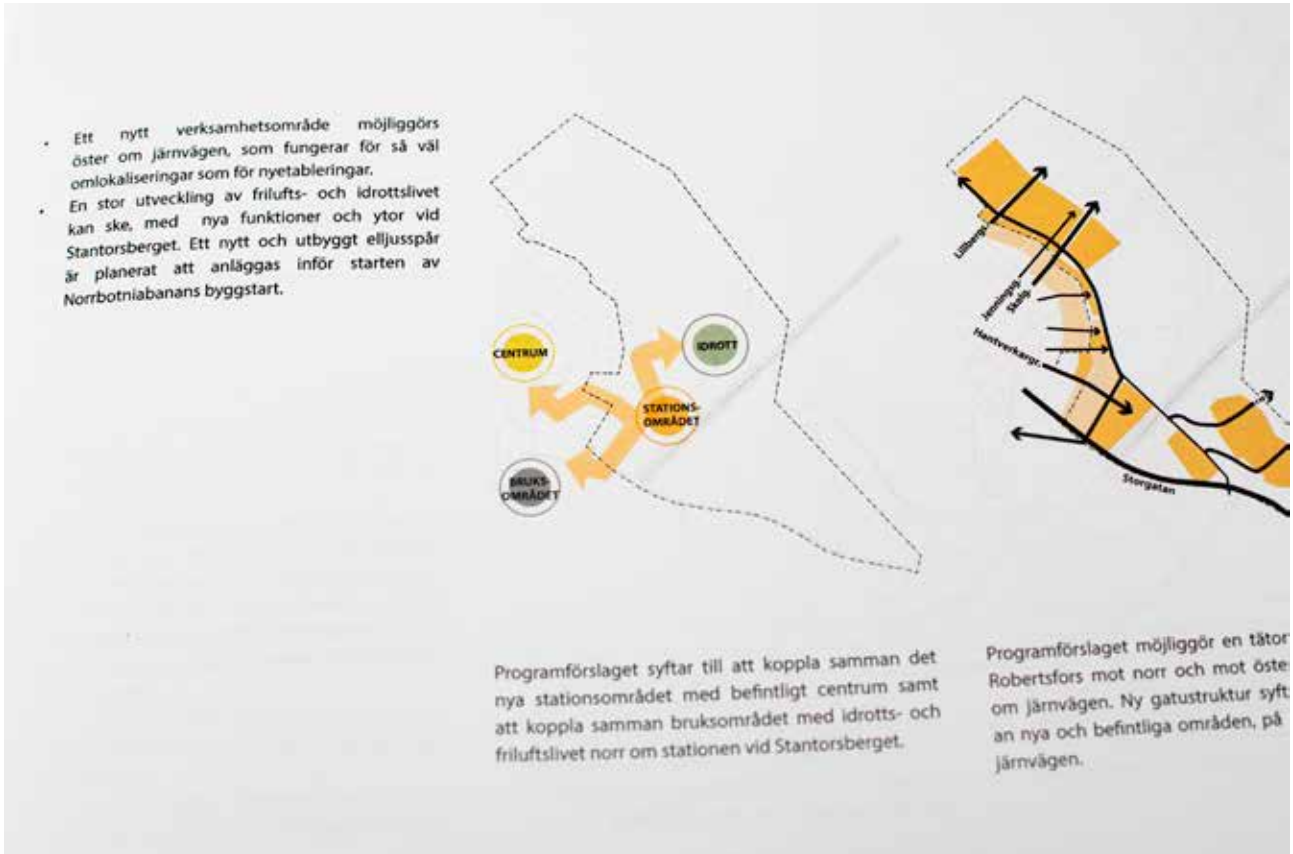 • Ett nytt verksamhetsområde möjliggörs
öster om järnvägen, som fungerar för så väl
omlokaliseringar som för nyetableringar.
• En stor utveckling av frilufts- och idrottslivet
kan ske, med nya funktioner och ytor vid
Stantorsberget. Ett nytt och utbyggt elljusspår
är planerat att anläggas inför starten av
Norrbotniabanans byggstart.
CENTRUM
IDROTT
STATIONS-
OMRÅDET
BRUKS-
OMRÅDET
Programförslaget syftar till att koppla samman det
nya stationsområdet med befintligt centrum samt
att koppla samman bruksområdet med idrotts- och
friluftslivet norr om stationen vid Stantorsberget.
Lillbergr.
Jenningsg.
Skolg.
Hantverkargr.
Storgatan
Programförslaget möjliggör en tätor
Robertsfors mot norr och mot öste
om järnvägen. Ny gatustruktur syft
an nya och befintliga områden, på
järnvägen.